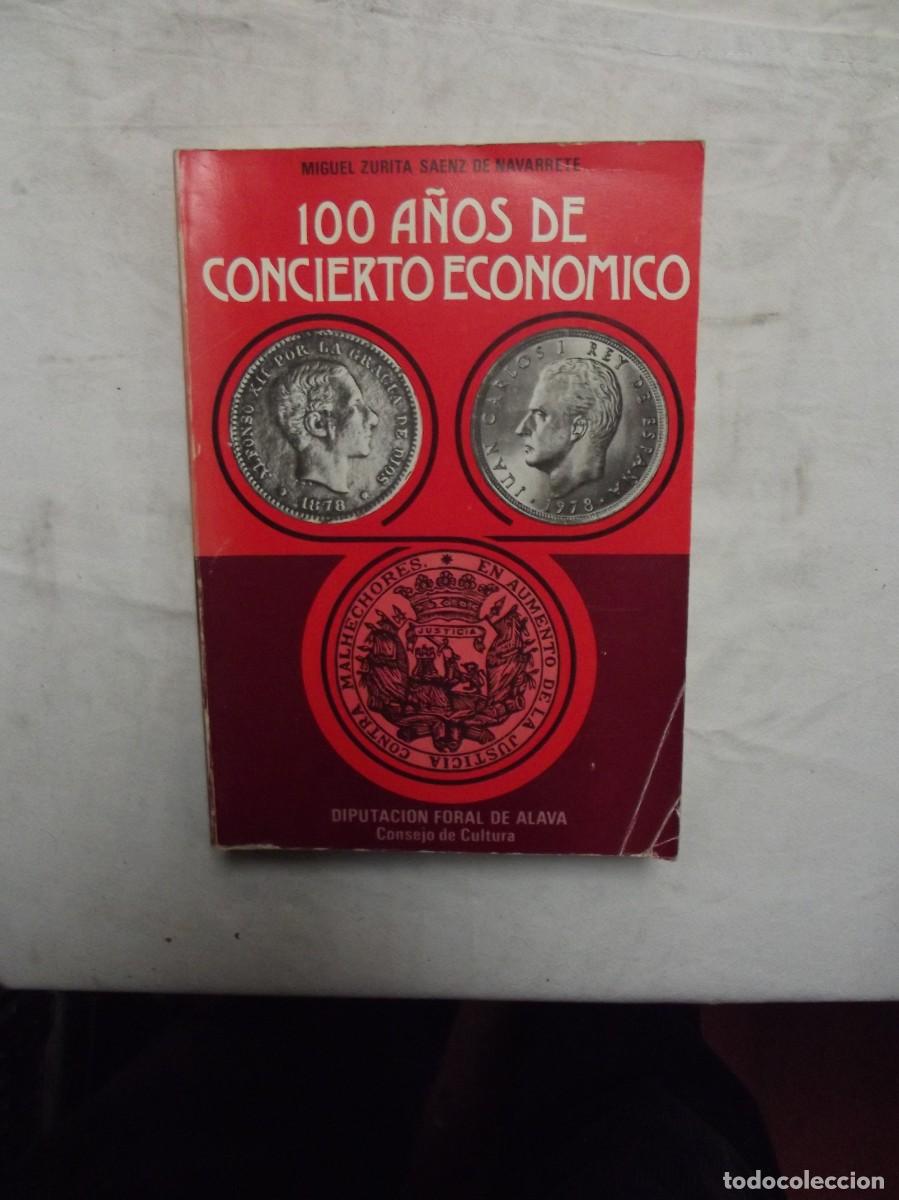 MIGUEL ZURITA SAENZ DE NAVARRETE
100 AÑOS DE
CONCIERTO ECONOMICO
ALFONSO XII POR LA GRACIA DE DIOS
1878
JUAN CARLOS I REY DE ESPAÑA
1978
EN AUMENTO DE LA JUSTICIA CONTRA MALHECHORES.
JUSTICIA
DIPUTACION FORAL DE ALAVA
Consejo de Cultura
todocoleccion